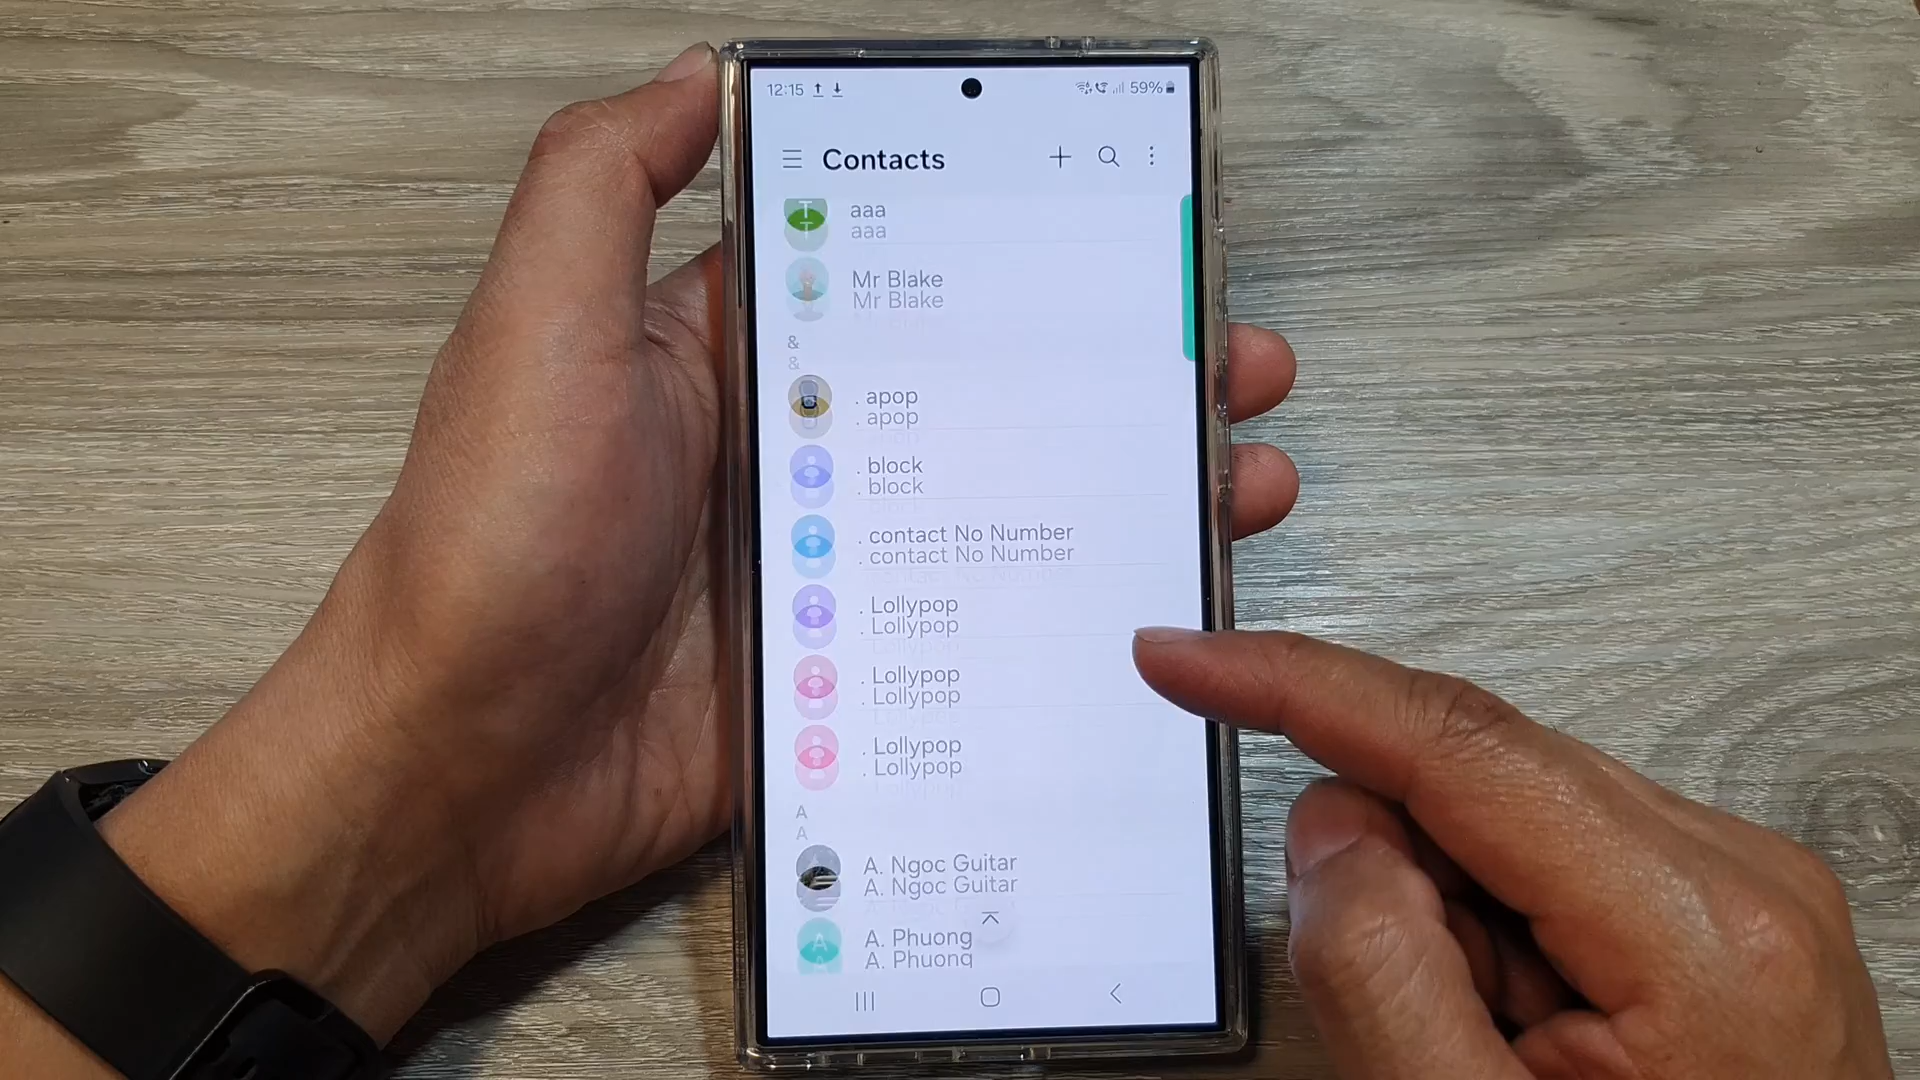 12:15
59%
Contacts
aaa
aaa
Mr Blake
Mr Blake
&
&
. apop
. apop
. block
. block
. contact No Number
. contact No Number
. Lollypop
. Lollypop
. Lollypop
. Lollypop
. Lollypop
. Lollypop
A
A
A. Ngoc Guitar
A. Ngoc Guitar
A. Phuong
A. Phuong